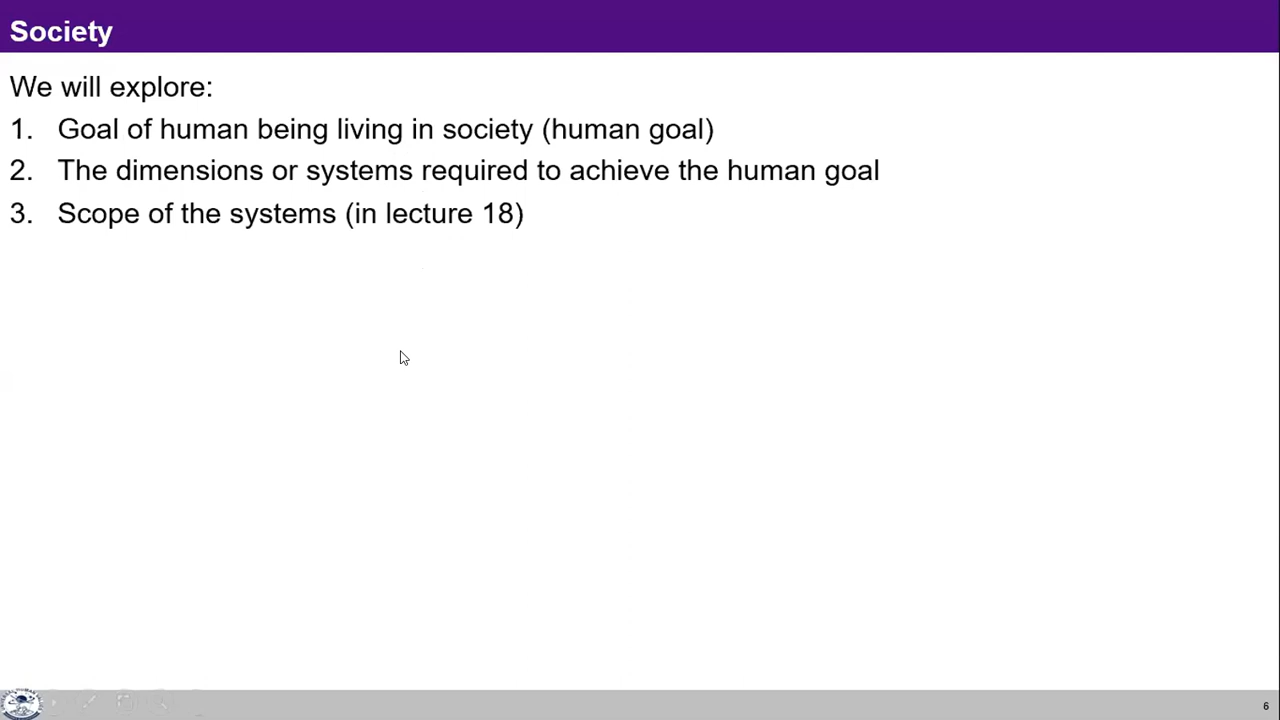 Society
We will explore:
1. Goal of human being living in society (human goal)
2. The dimensions or systems required to achieve the human goal
3. Scope of the systems (in lecture 18)
6